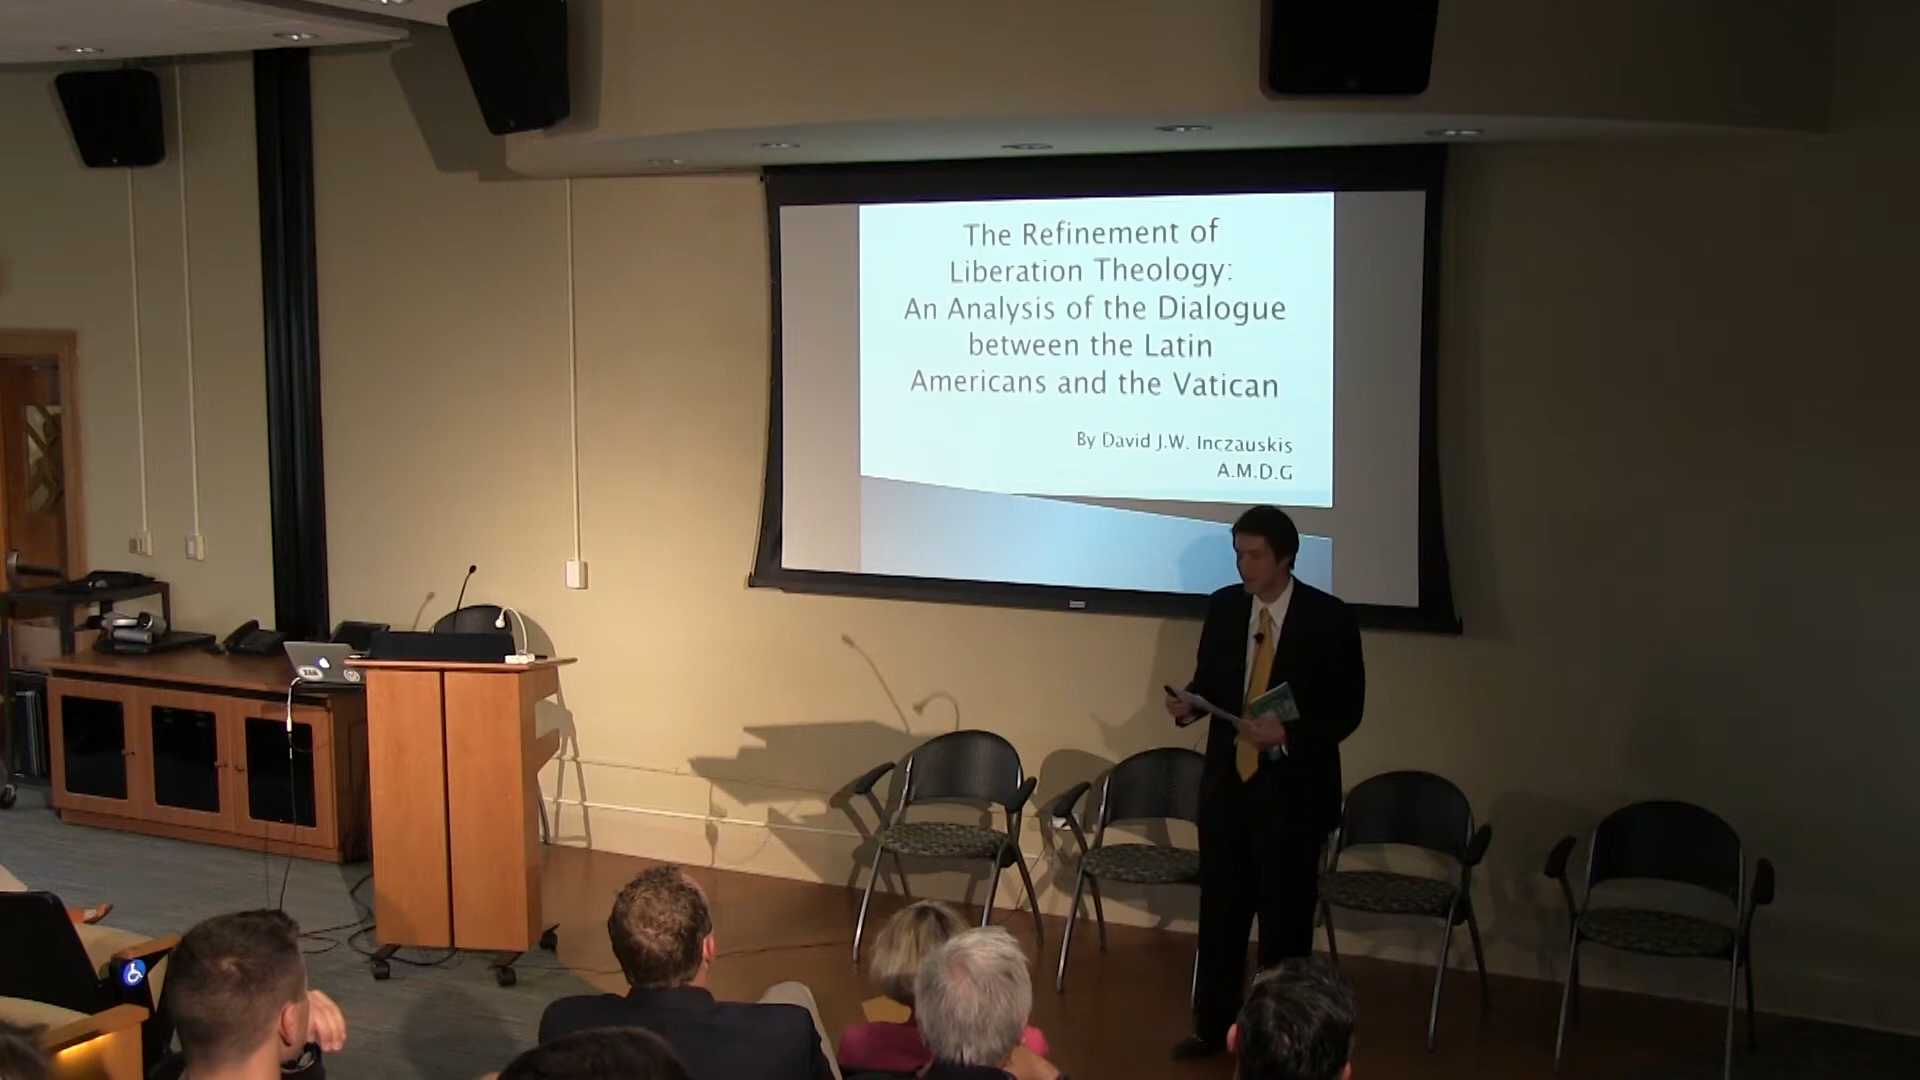 The Refinement of
Liberation Theology:
An Analysis of the Dialogue
between the Latin
Americans and the Vatican
By David J.W. Inczauskis
A.M.D.G